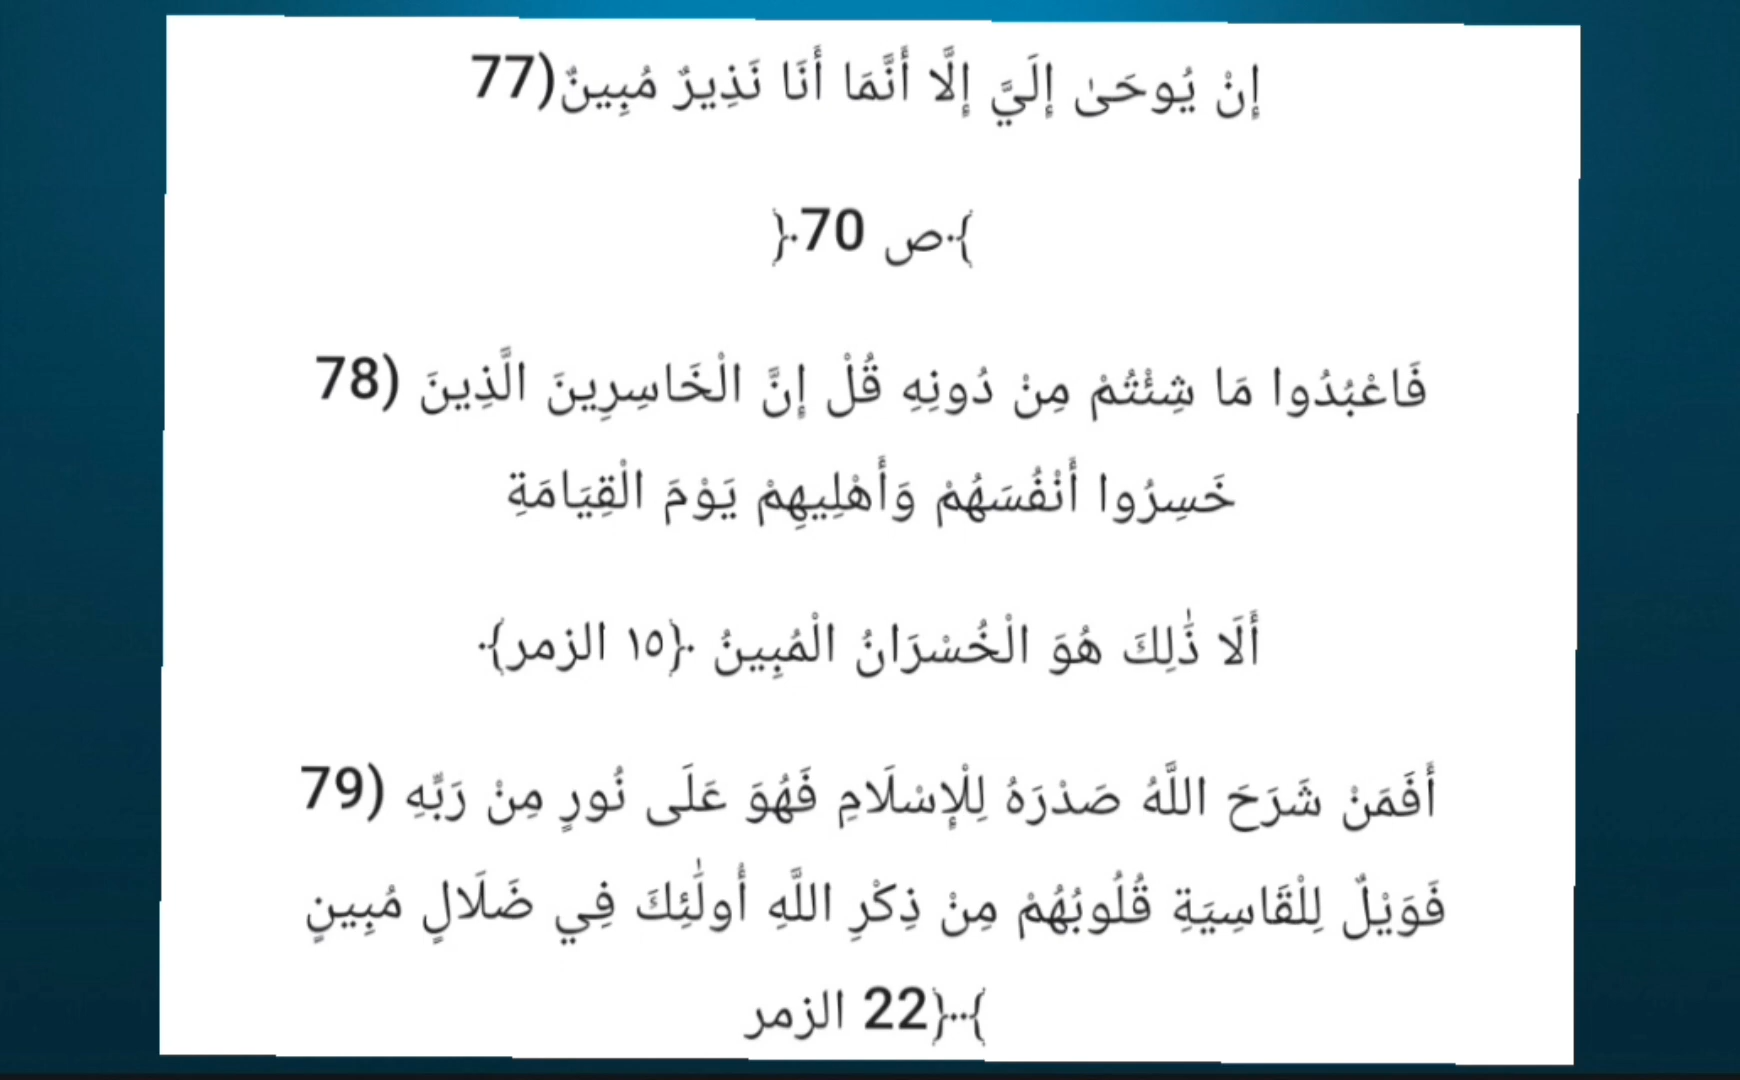 إِنْ يُوحَىٰ إِلَيَّ إِلَّا أَنَّمَا أَنَا نَذِيرٌ مُبِينٌ(77
}·ص 70·{
فَاعْبُدُوا مَا شِئْتُمْ مِنْ دُونِهِ قُلْ إِنَّ الْخَاسِرِينَ الَّذِينَ (78
خَسِرُوا أَنْفُسَهُمْ وَأَهْلِيهِمْ يَوْمَ الْقِيَامَةِ
أَلَا ذَٰلِكَ هُوَ الْخُسْرَانُ الْمُبِينُ ·{١٥ الزمر}·
أَفَمَنْ شَرَحَ اللَّهُ صَدْرَهُ لِلْإِسْلَامِ فَهُوَ عَلَى نُورٍ مِنْ رَبِّهِ (79
فَوَيْلٌ لِلْقَاسِيَةِ قُلُوبُهُمْ مِنْ ذِكْرِ اللَّهِ أُولَٰئِكَ فِي ضَلَالٍ مُبِينٍ
}··{22 الزمر